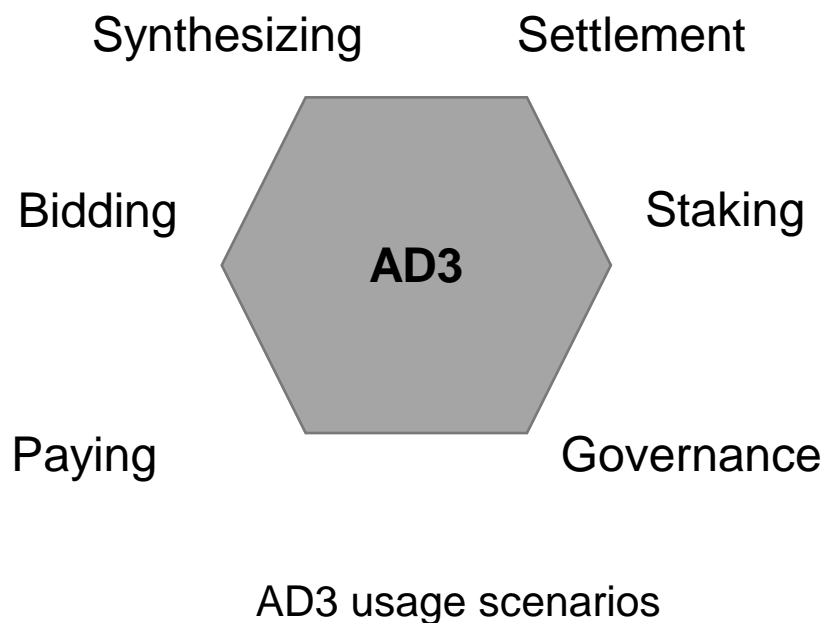 Synthesizing
Settlement
Bidding
Staking
AD3
Paying
Governance
AD3 usage scenarios